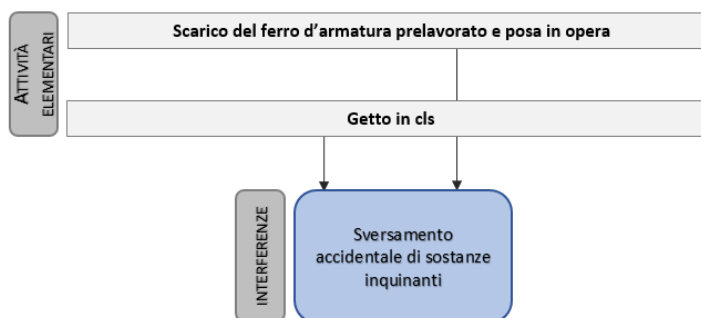 ATTIVITÀ
ELEMENTARI
Scarico del ferro d'armatura prelavorato e posa in opera
Getto in cls
INTERFERENZE
Sversamento
accidentale di sostanze
inquinanti